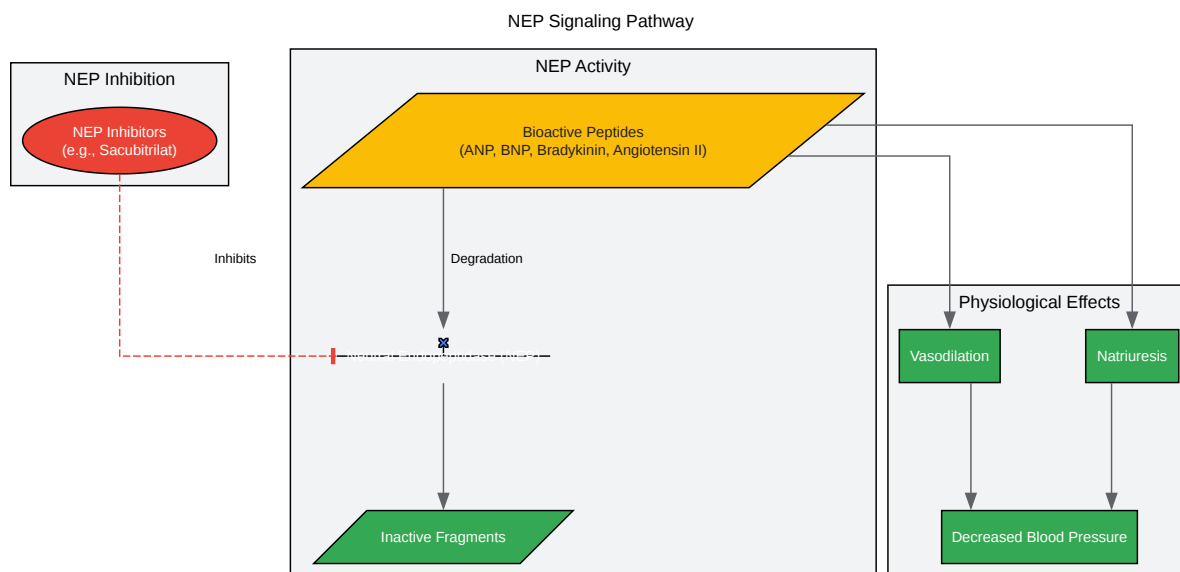 NEP Signaling Pathway
NEP Inhibition
NEP Inhibitors
(e.g., Sacubitrilat)
NEP Activity
Bioactive Peptides
(ANP, BNP, Bradykinin, Angiotensin II)
Inhibits
Degradation
Inactive Fragments
Physiological Effects
Vasodilation
Natriuresis
Decreased Blood Pressure